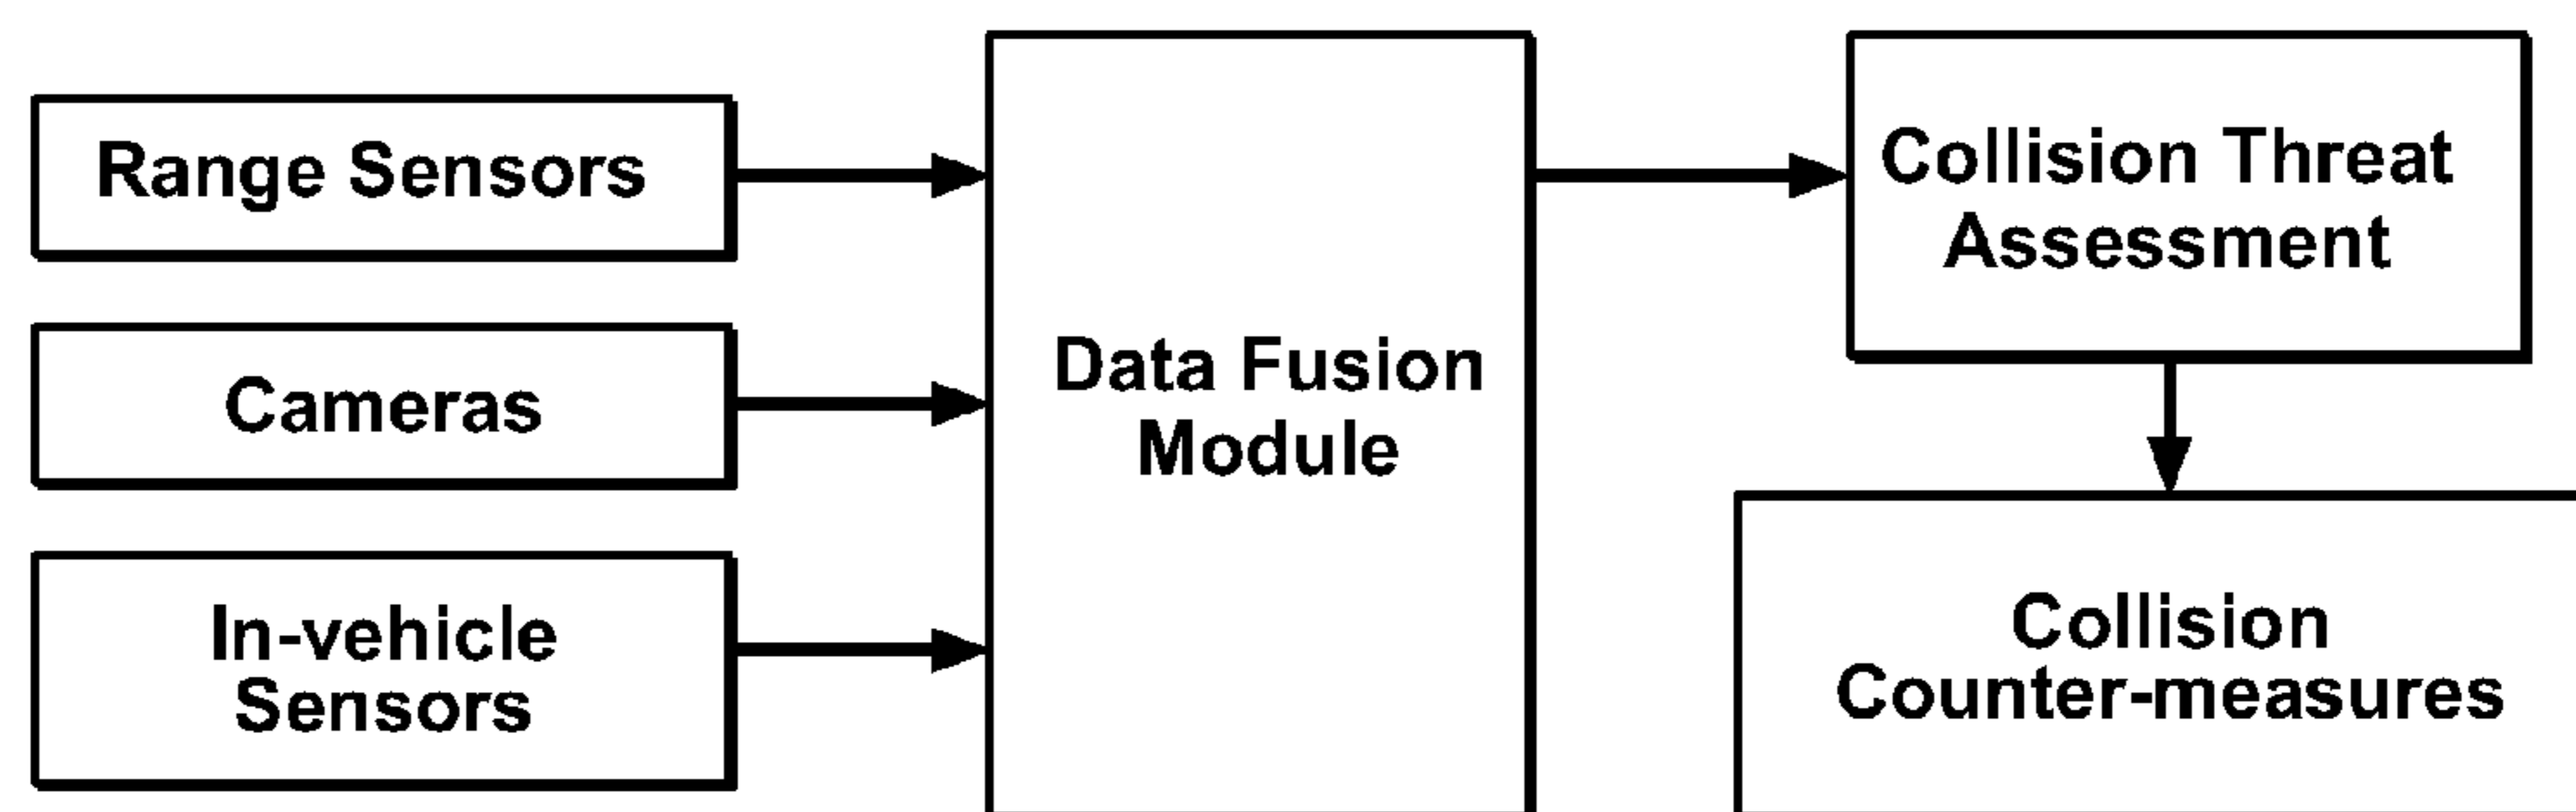 Range Sensors
Cameras
In-vehicle
Sensors
Data Fusion
Module
Collision Threat
Assessment
Collision
Counter-measures